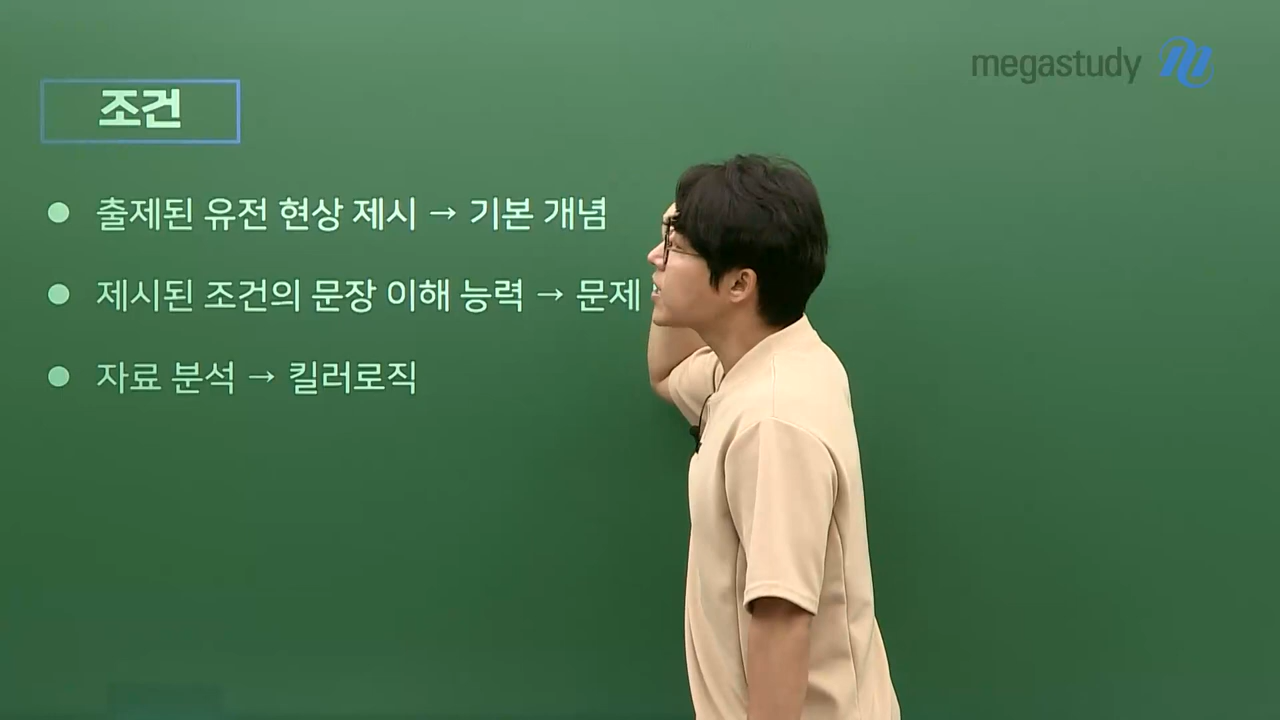 megastudy
조건
출제된 유전 현상 제시 → 기본 개념
제시된 조건의 문장 이해 능력 → 문제
자료 분석 → 킬러로직